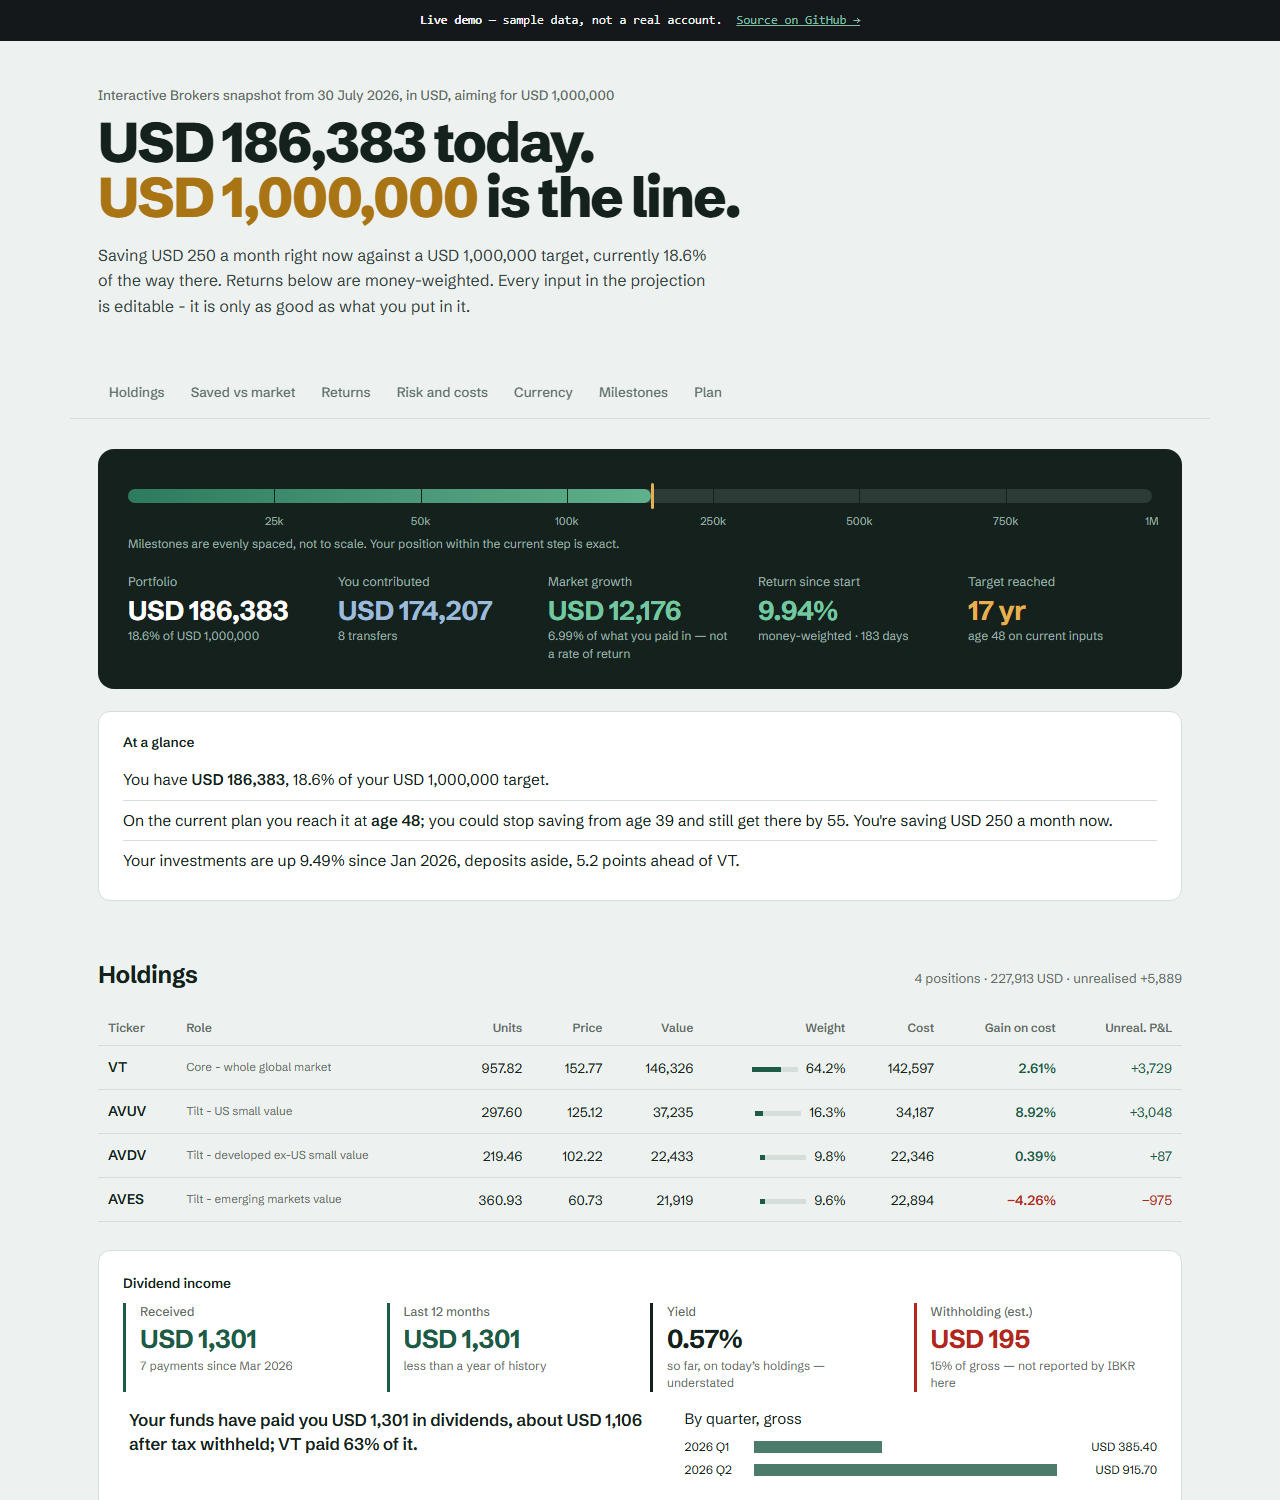 Live demo — sample data, not a real account. Source on GitHub →
Interactive Brokers snapshot from 30 July 2026, in USD, aiming for USD 1,000,000
USD 186,383 today.
USD 1,000,000 is the line.
Saving USD 250 a month right now against a USD 1,000,000 target, currently 18.6%
of the way there. Returns below are money-weighted. Every input in the projection
is editable - it is only as good as what you put in it.
Holdings Saved vs market Returns Risk and costs Currency Milestones Plan
25k 50k 100k 250k 500k 750k 1M
Milestones are evenly spaced, not to scale. Your position within the current step is exact.
Portfolio You contributed Market growth Return since start Target reached
USD 186,383 USD 174,207 USD 12,176 9.94% 17 yr
18.6% of USD 1,000,000 8 transfers 6.99% of what you paid in — not money-weighted · 183 days age 48 on current inputs
a rate of return
At a glance
You have USD 186,383, 18.6% of your USD 1,000,000 target.
On the current plan you reach it at age 48; you could stop saving from age 39 and still get there by 55. You're saving USD 250 a month now.
Your investments are up 9.49% since Jan 2026, deposits aside, 5.2 points ahead of VT.
Holdings 4 positions · 227,913 USD · unrealised +5,889
Ticker Role Units Price Value Weight Cost Gain on cost Unreal. P&L
VT Core - whole global market 957.82 152.77 146,326 64.2% 142,597 2.61% +3,729
AVUV Tilt - US small value 297.60 125.12 37,235 16.3% 34,187 8.92% +3,048
AVDV Tilt - developed ex-US small value 219.46 102.22 22,433 9.8% 22,346 0.39% +87
AVES Tilt - emerging markets value 360.93 60.73 21,919 9.6% 22,894 −4.26% −975
Dividend income
Received Last 12 months Yield Withholding (est.)
USD 1,301 USD 1,301 0.57% USD 195
7 payments since Mar 2026 less than a year of history so far, on today's holdings — 15% of gross — not reported by IBKR
understated here
Your funds have paid you USD 1,301 in dividends, about USD 1,106
after tax withheld; VT paid 63% of it.
By quarter, gross
2026 Q1 USD 385.40
2026 Q2 USD 915.70